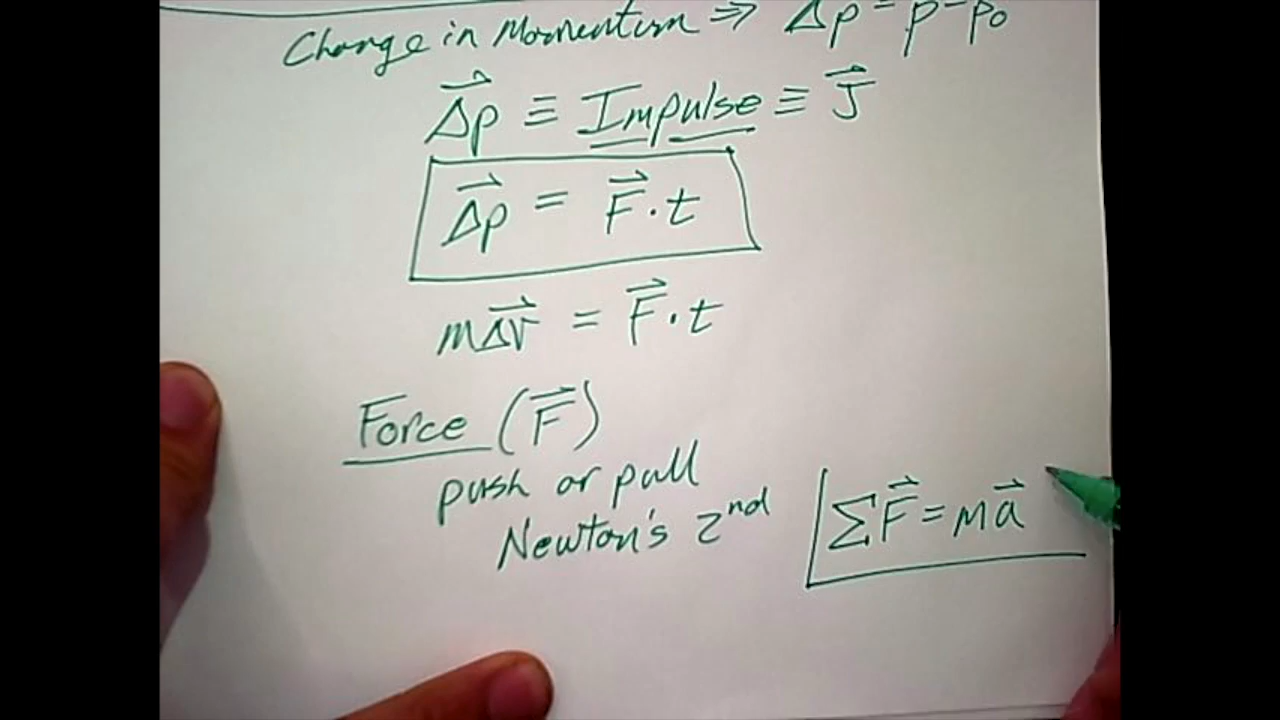 Change in Momentum ⇒ Δp = p - p₀
Δp⃗ ≡ Impulse ≡ J⃗
Δp⃗ = F⃗ · t
mΔv⃗ = F⃗ · t
Force (F⃗)
push or pull
Newton's 2ⁿᵈ ΣF⃗ = ma⃗